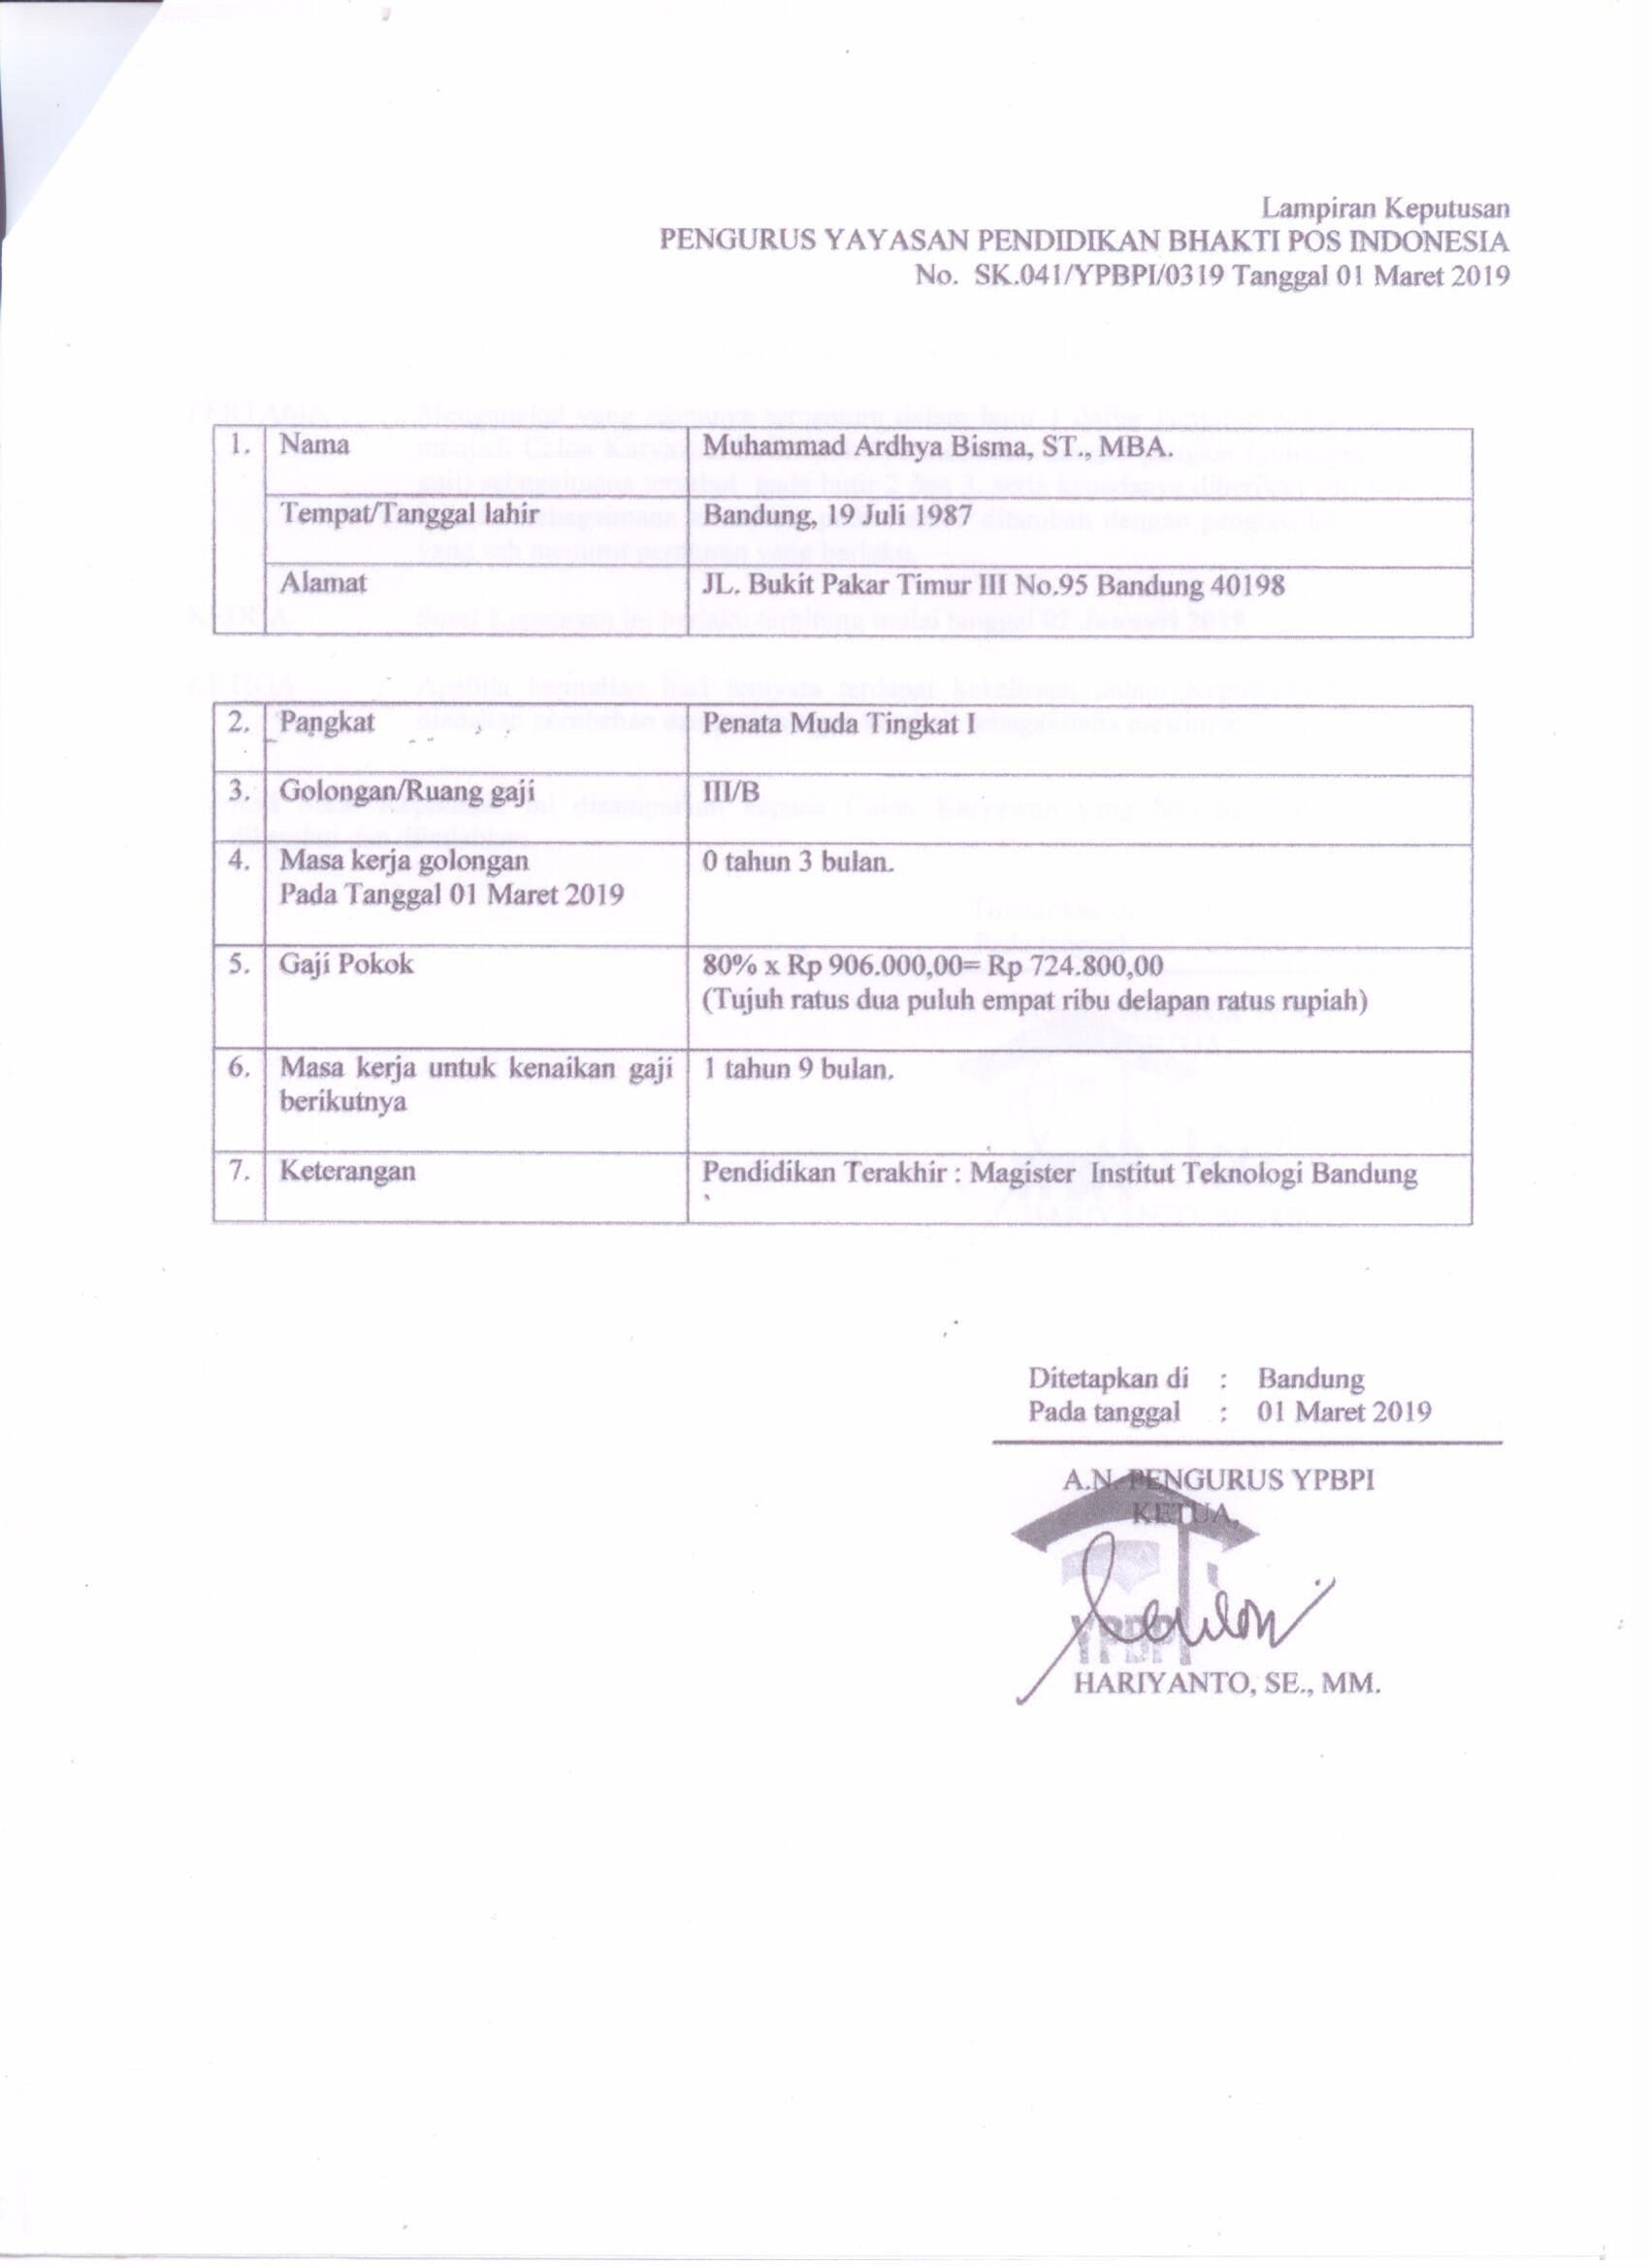 Lampiran Keputusan
PENGURUS YAYASAN PENDIDIKAN BHAKTI POS INDONESIA
No. SK.041/YPBPI/0319 Tanggal 01 Maret 2019
1. Nama Muhammad Ardhya Bisma, ST., MBA.
Tempat/Tanggal lahir Bandung, 19 Juli 1987
Alamat JL. Bukit Pakar Timur III No.95 Bandung 40198
2. Pangkat Penata Muda Tingkat I
3. Golongan/Ruang gaji III/B
4. Masa kerja golongan 0 tahun 3 bulan.
Pada Tanggal 01 Maret 2019
5. Gaji Pokok 80% x Rp 906.000,00= Rp 724.800,00
(Tujuh ratus dua puluh empat ribu delapan ratus rupiah)
6. Masa kerja untuk kenaikan gaji 1 tahun 9 bulan.
berikutnya
7. Keterangan Pendidikan Terakhir : Magister Institut Teknologi Bandung
Ditetapkan di : Bandung
Pada tanggal : 01 Maret 2019
A.N. PENGURUS YPBPI
KETUA,
YPBPI
HARIYANTO, SE., MM.